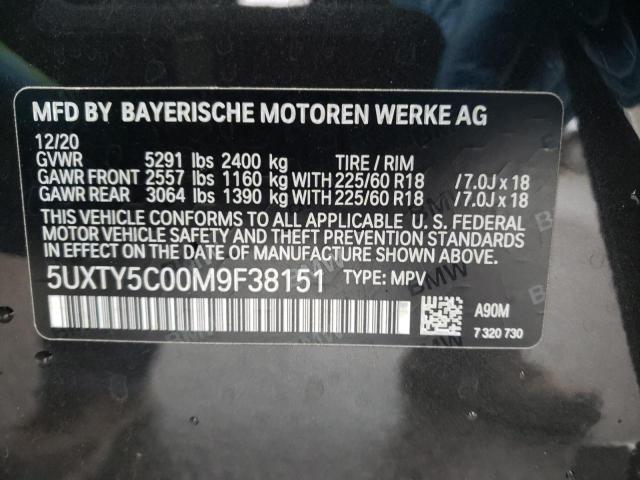 MFD BY BAYERISCHE MOTOREN WERKE AG
12/20
GVWR 5291 lbs 2400 kg TIRE / RIM
GAWR FRONT 2557 lbs 1160 kg WITH 225/60 R18 / 7.0J x 18
GAWR REAR 3064 lbs 1390 kg WITH 225/60 R18 / 7.0J x 18
THIS VEHICLE CONFORMS TO ALL APPLICABLE U. S. FEDERAL
MOTOR VEHICLE SAFETY AND THEFT PREVENTION STANDARDS
IN EFFECT ON THE DATE OF MANUFACTURE SHOWN ABOVE.
5UXTY5C00M9F38151 TYPE: MPV
A90M
7 320 730